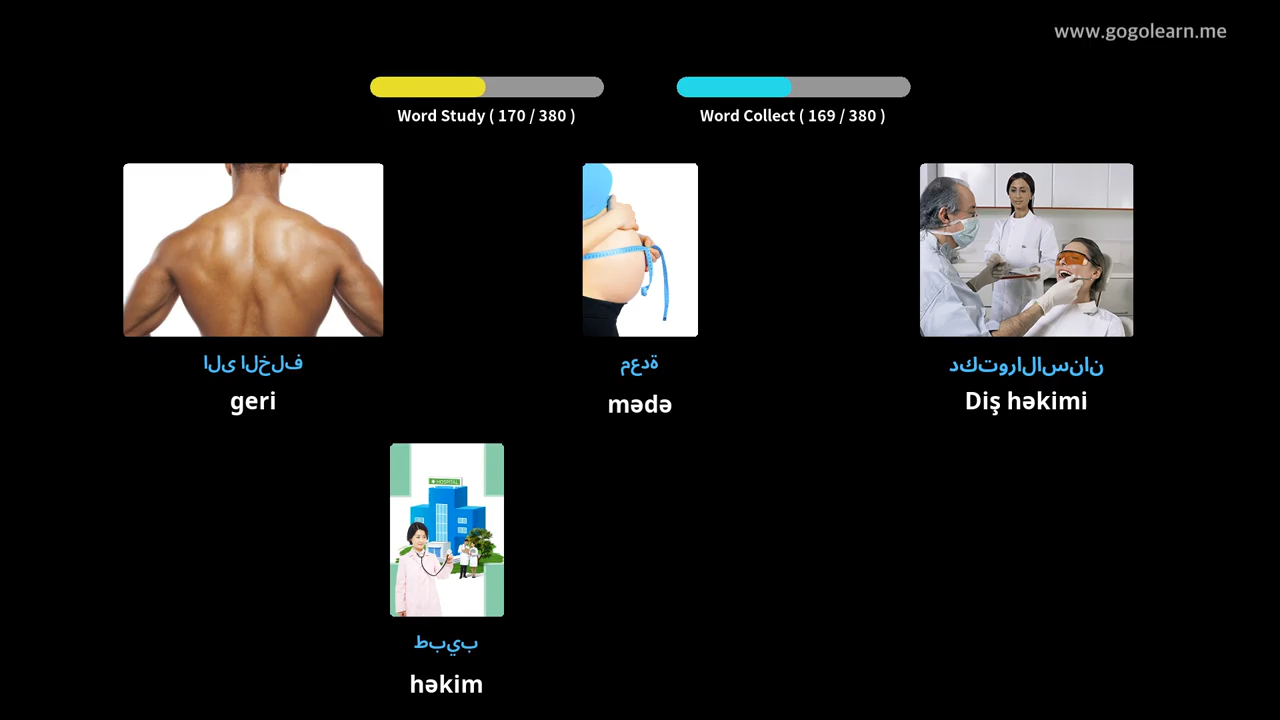 www.gogolearn.me
Word Study ( 170 / 380 )
Word Collect ( 169 / 380 )
الى الخلف
معدة
دكتورالاسنان
geri
mədə
Diş həkimi
HOSPITAL
طبيب
həkim